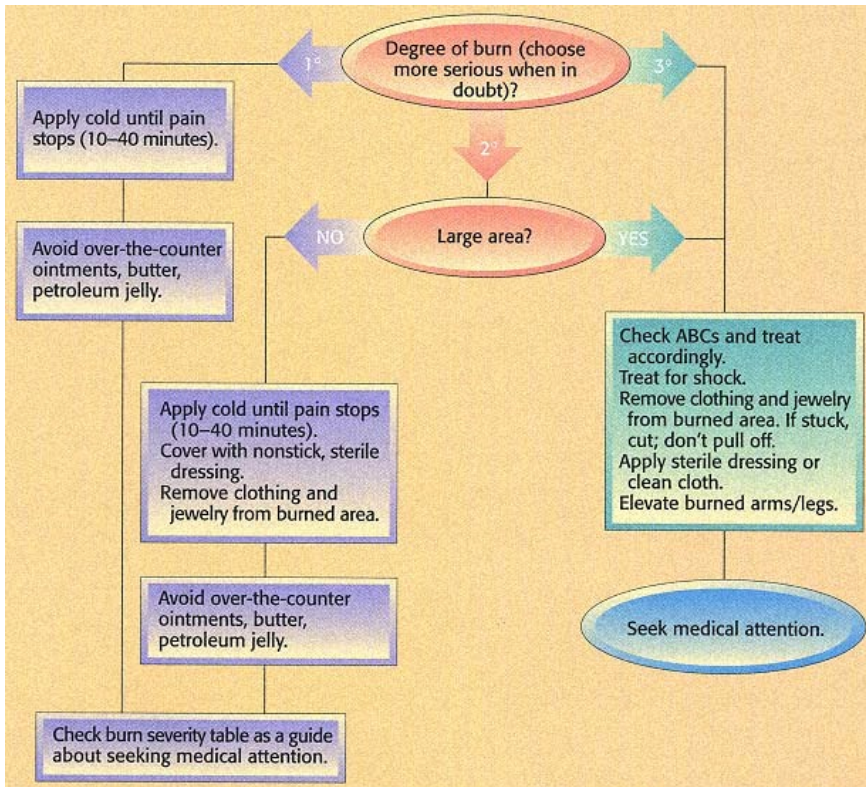 Degree of burn (choose
more serious when in
doubt)?
1°
3°
2°
Apply cold until pain
stops (10–40 minutes).
Avoid over-the-counter
ointments, butter,
petroleum jelly.
Large area?
NO
YES
Apply cold until pain stops
(10–40 minutes).
Cover with nonstick, sterile
dressing.
Remove clothing and
jewelry from burned area.
Avoid over-the-counter
ointments, butter,
petroleum jelly.
Check burn severity table as a guide
about seeking medical attention.
Check ABCs and treat
accordingly.
Treat for shock.
Remove clothing and jewelry
from burned area. If stuck,
cut; don't pull off.
Apply sterile dressing or
clean cloth.
Elevate burned arms/legs.
Seek medical attention.